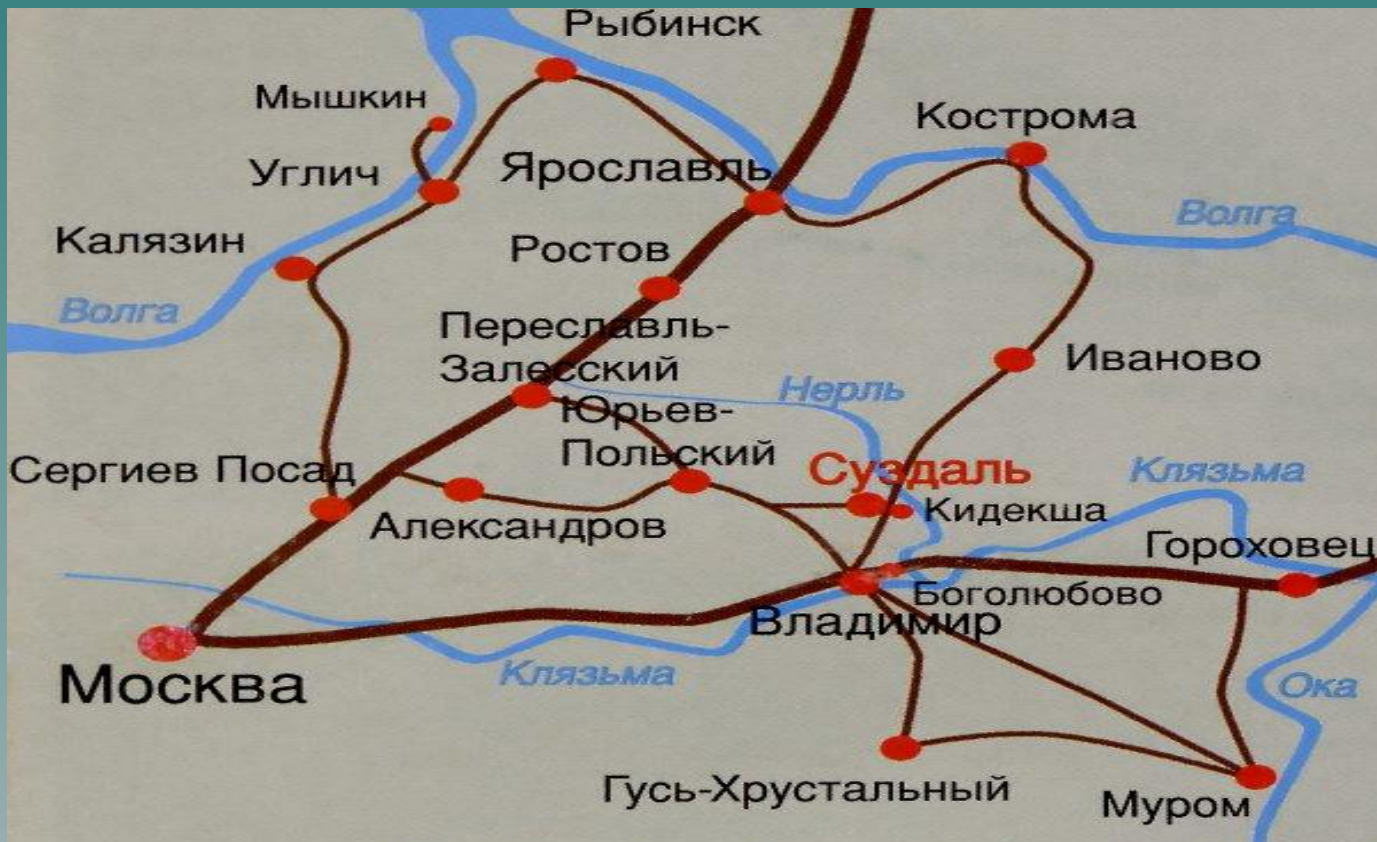 Рыбинск
Мышкин
Кострома
Углич
Ярославль
Волга
Калязин
Ростов
Волга
Переславль-
Залесский
Иваново
Нерль
Юрьев-
Польский
Сергиев Посад
Суздаль
Клязьма
Александров
Кидекша
Гороховец
Боголюбово
Владимир
Москва
Клязьма
Ока
Гусь-Хрустальный
Муром